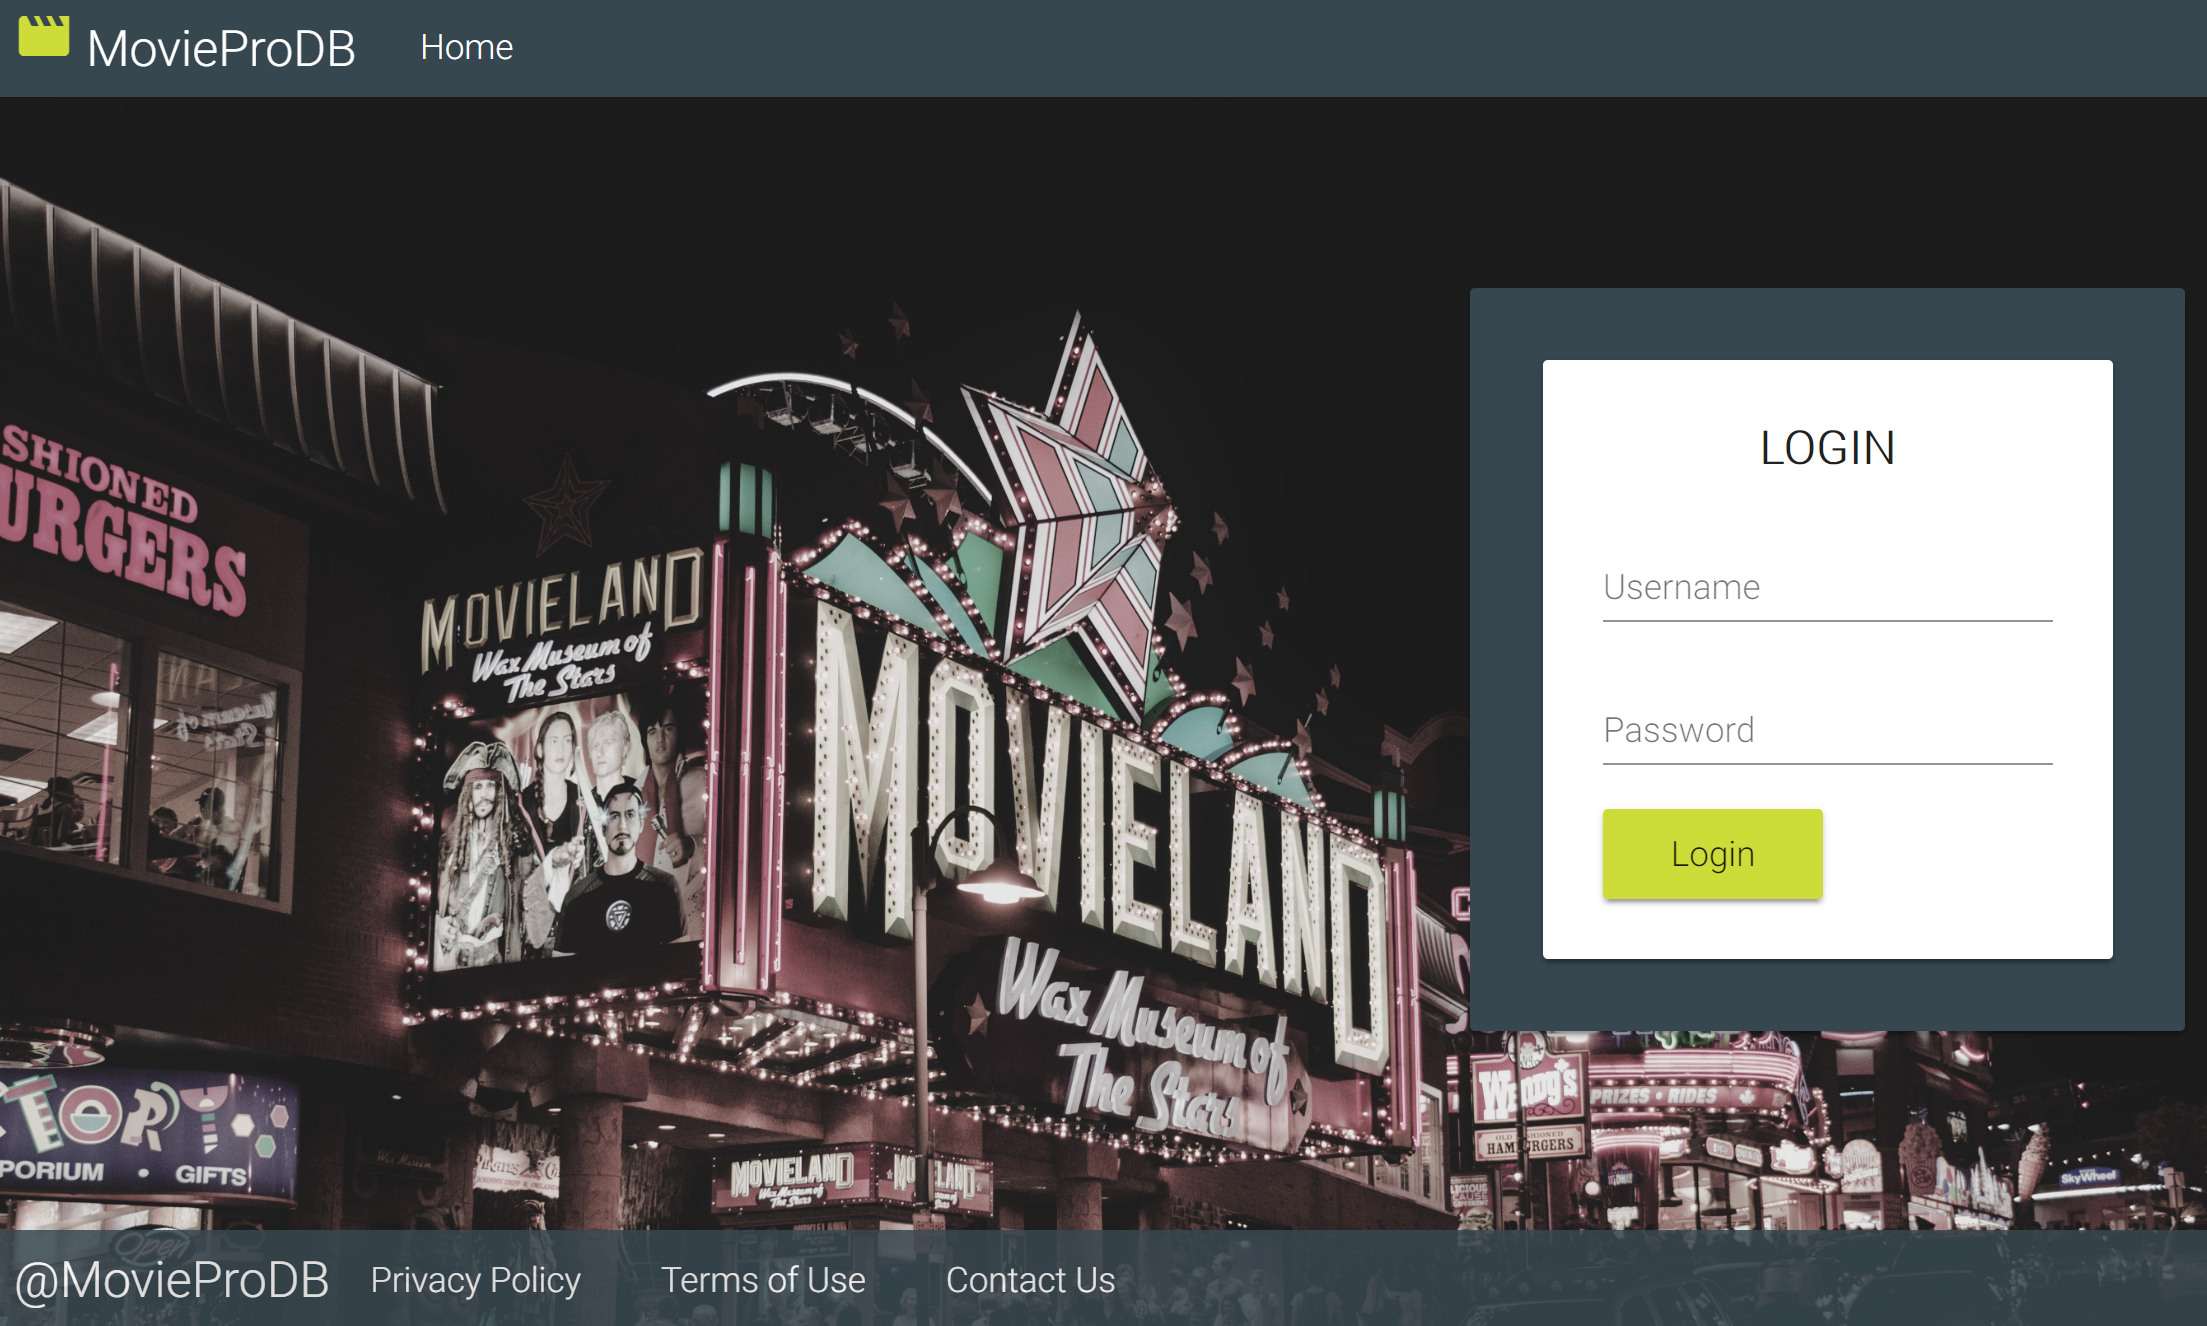 MovieProDB
Home
SHIONED
URGERS
MOVIELAND
Wax Museum of
The Stars
MOVIELAND
Wax Museum of
The Stars
LOGIN
Username
Password
Login
TORY
PORIUM • GIFTS
MOVIELAND
Wax Museum of
The Stars
Wendy's
OLD FASHIONED
HAMBURGERS
PRIZES • RIDES
SkyWheel
Open
@MovieProDB
Privacy Policy
Terms of Use
Contact Us